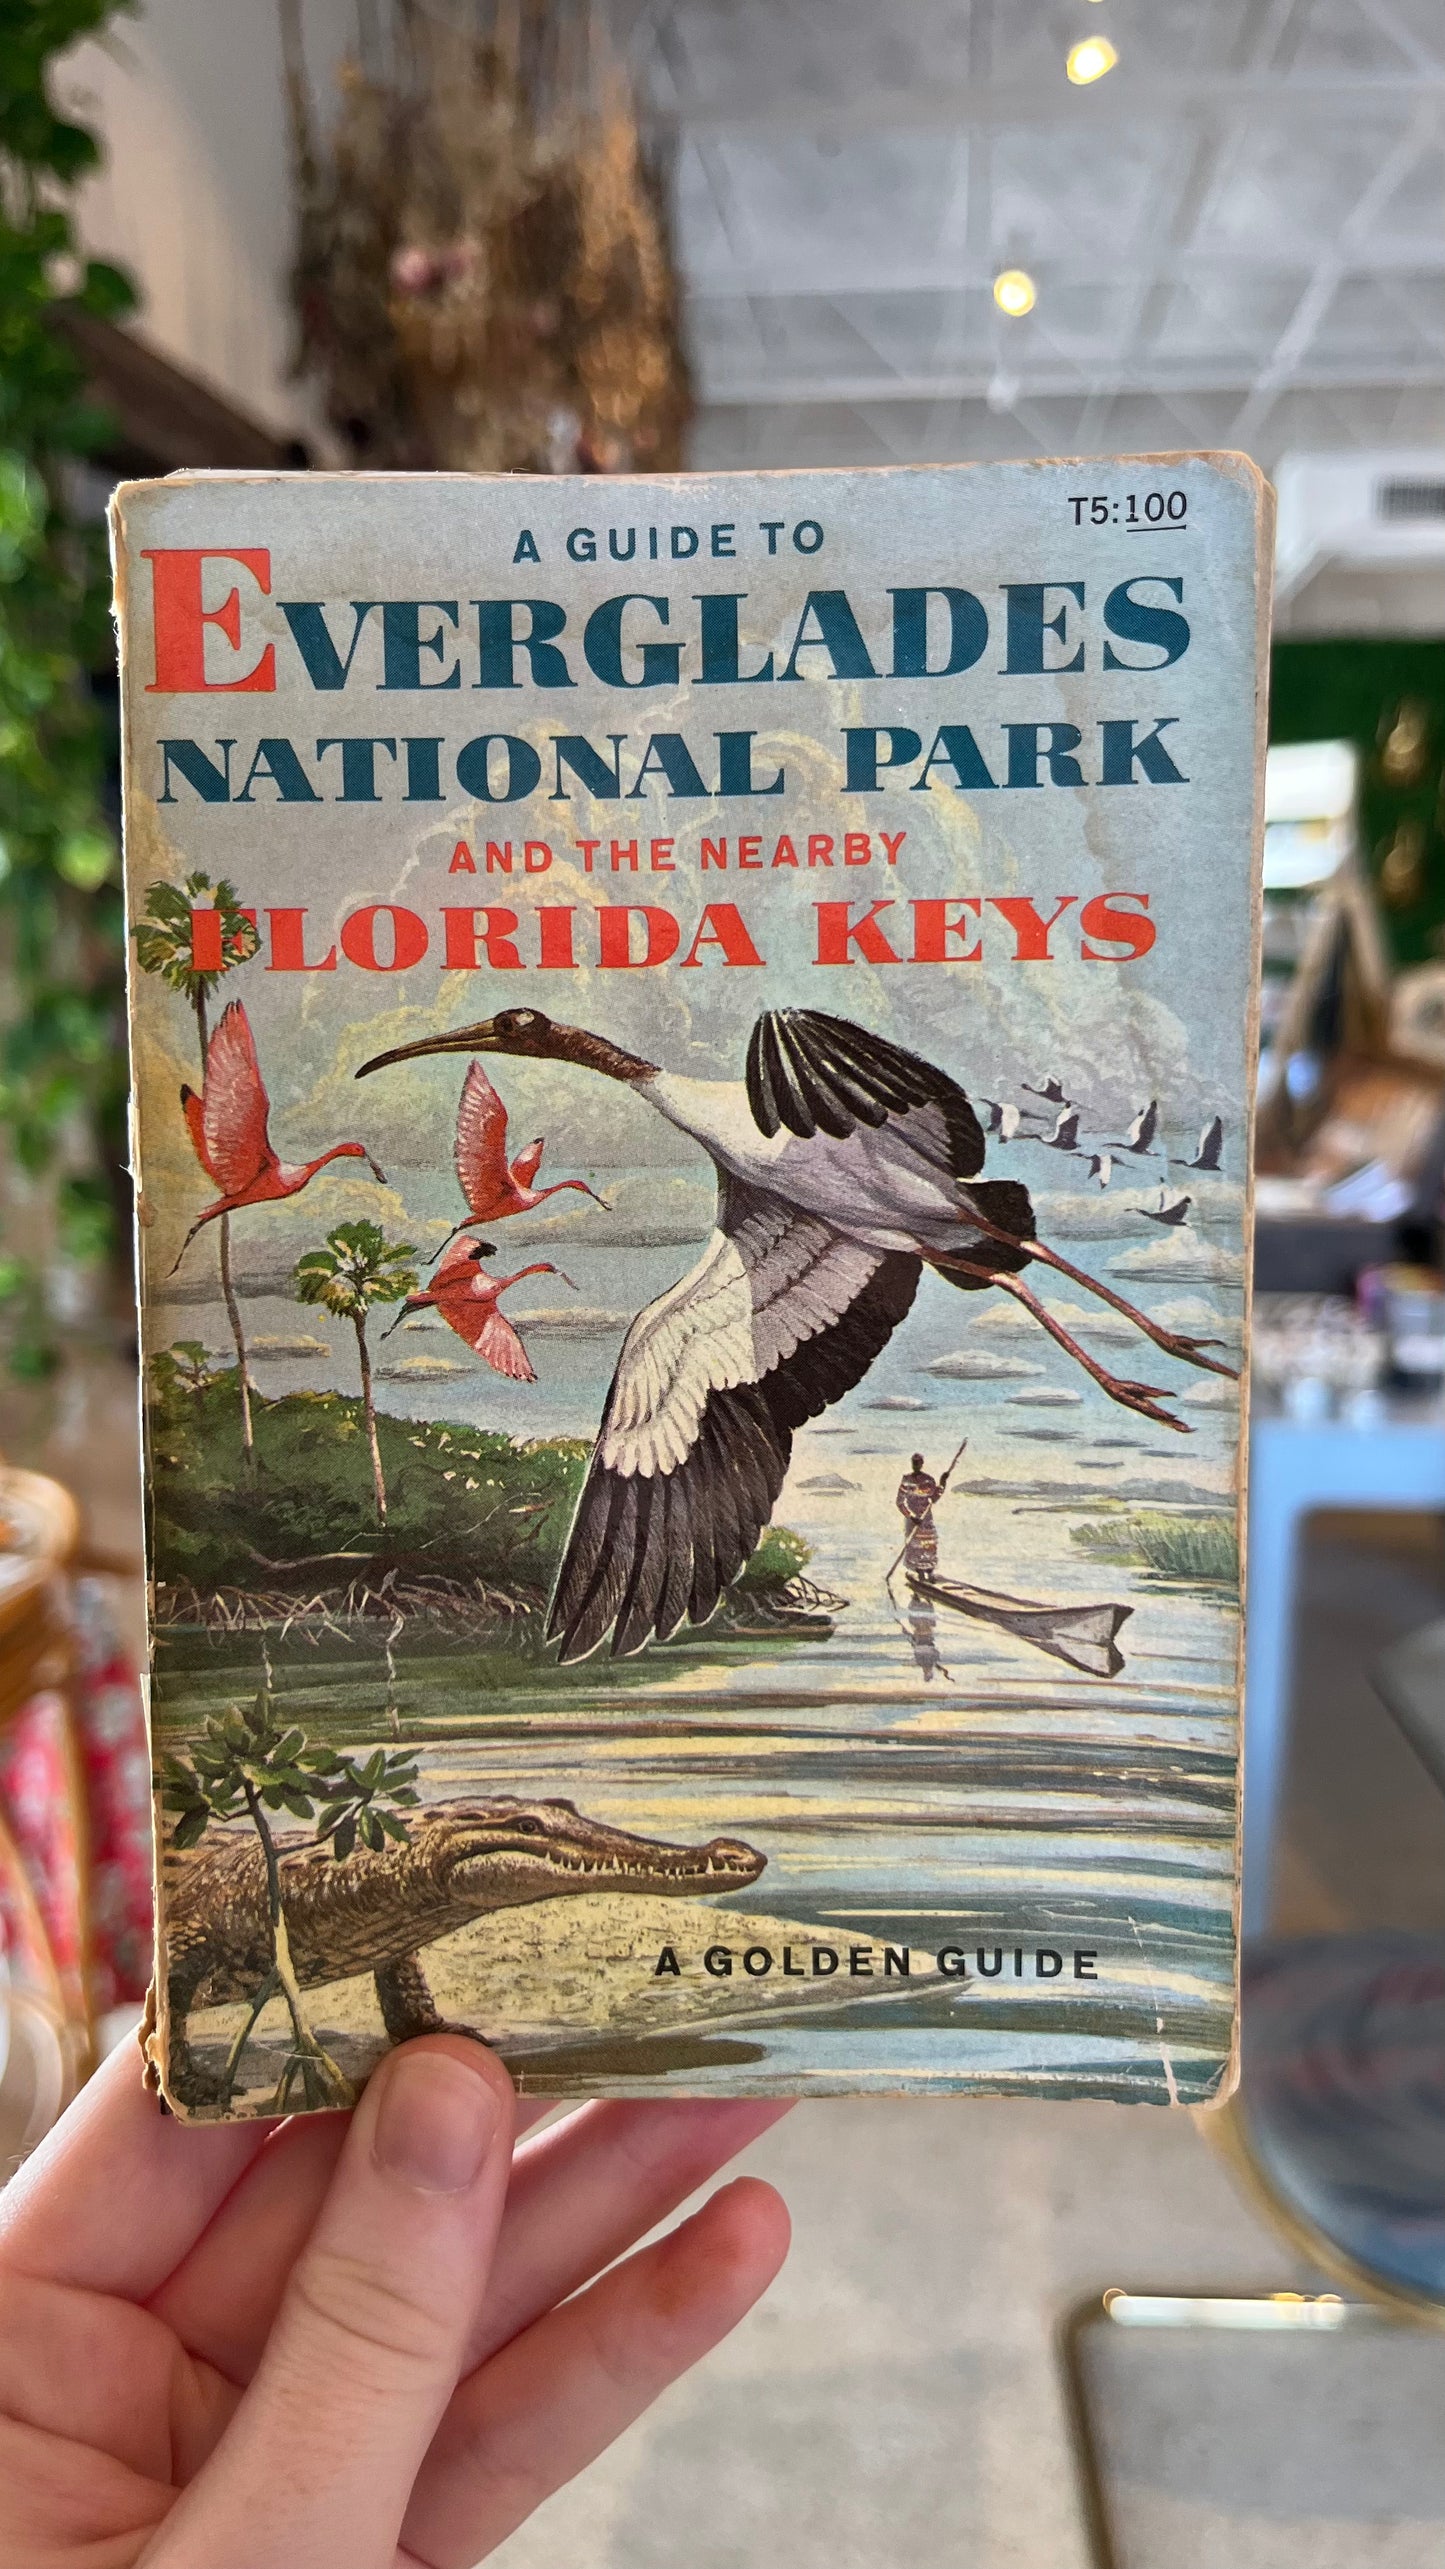 T5:100
A GUIDE TO
EVERGLADES
NATIONAL PARK
AND THE NEARBY
FLORIDA KEYS
A GOLDEN GUIDE